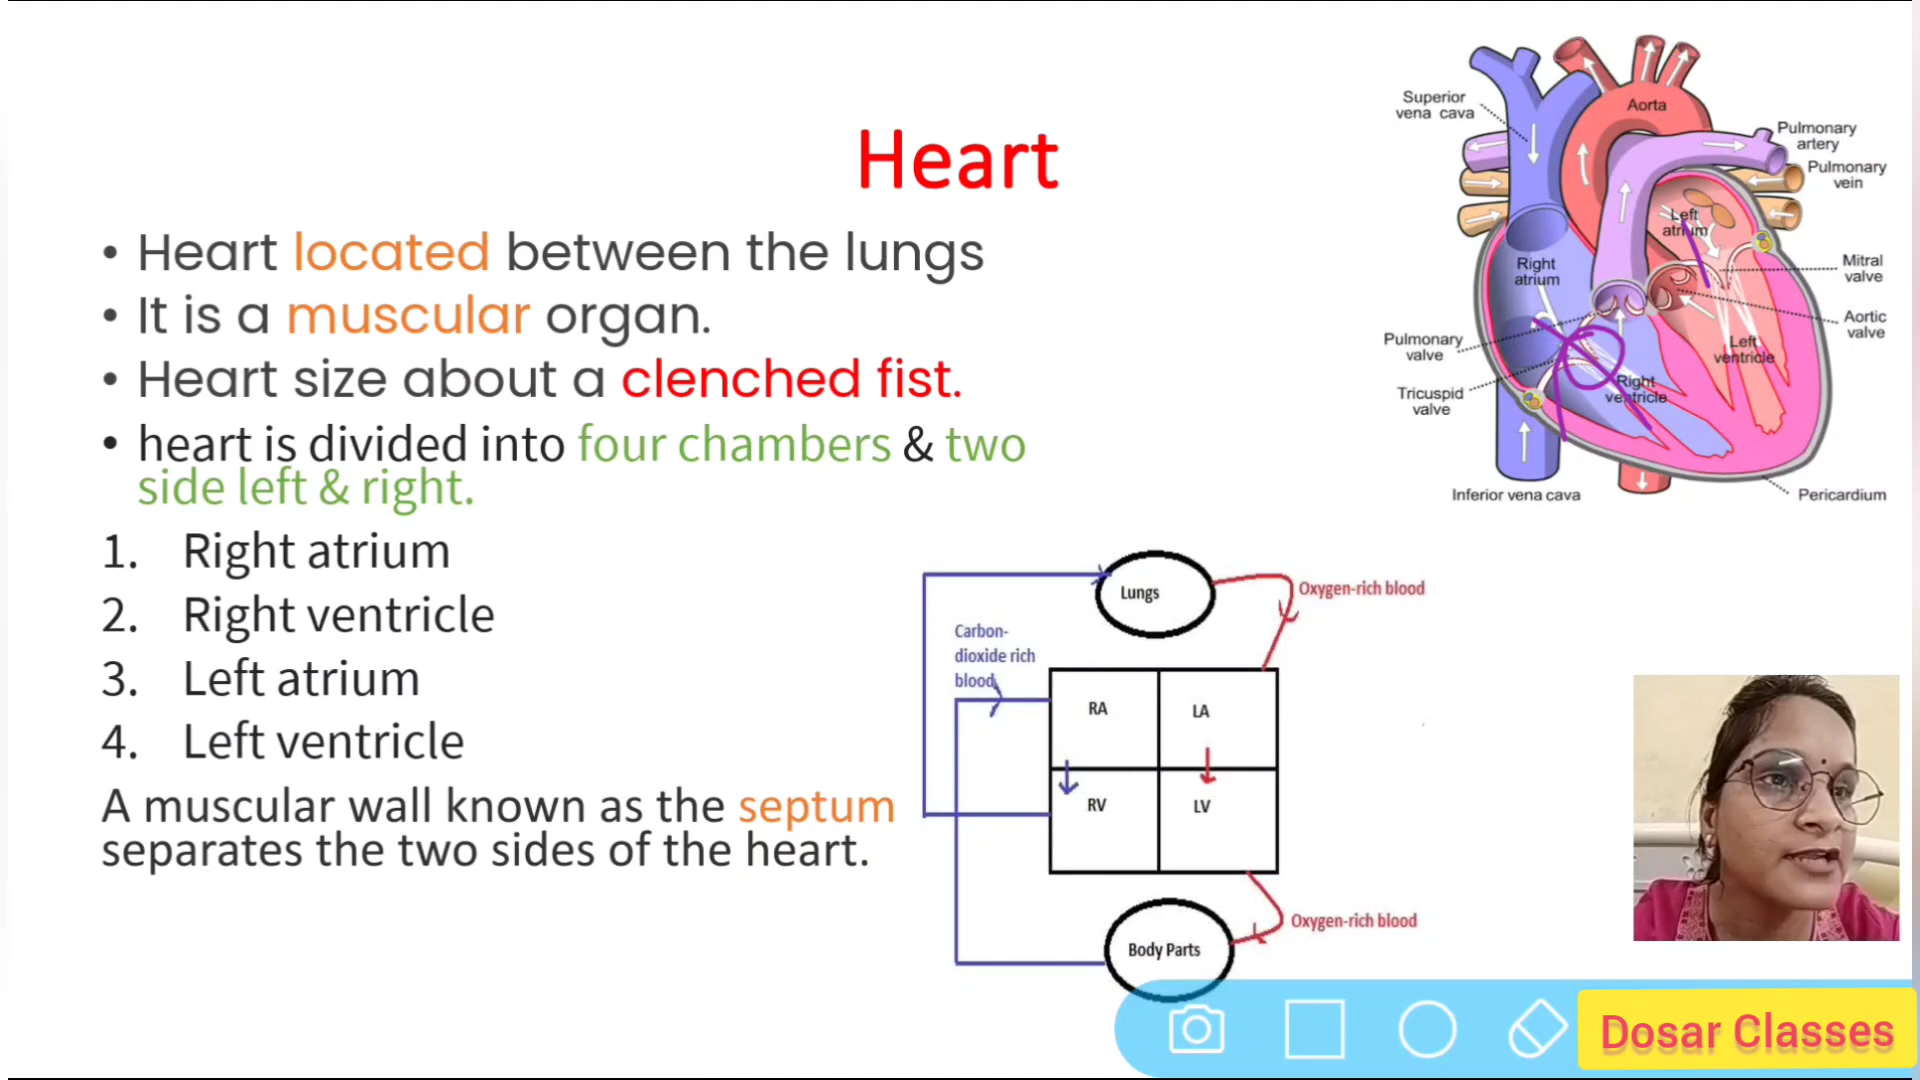 Heart
• Heart located between the lungs
• It is a muscular organ.
• Heart size about a clenched fist.
• heart is divided into four chambers & two
side left & right.
1. Right atrium
2. Right ventricle
3. Left atrium
4. Left ventricle
A muscular wall known as the septum
separates the two sides of the heart.
Superior
vena cava
Aorta
Pulmonary
artery
Pulmonary
vein
Left
atrium
Right
atrium
Mitral
valve
Aortic
valve
Pulmonary
valve
Left
ventricle
Tricuspid
valve
Right
ventricle
Inferior vena cava
Pericardium
Lungs
Oxygen-rich blood
Carbon-
dioxide rich
blood
RA
LA
RV
LV
Oxygen-rich blood
Body Parts
Dosar Classes